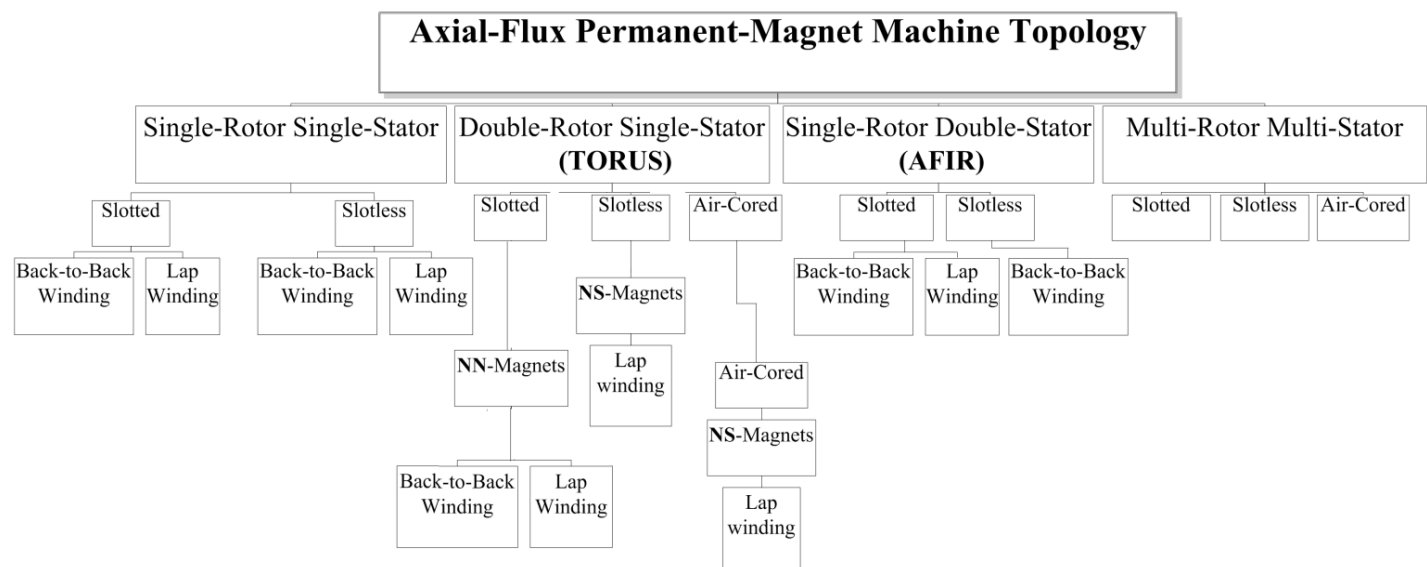 Axial-Flux Permanent-Magnet Machine Topology
Single-Rotor Single-Stator
Double-Rotor Single-Stator
(TORUS)
Single-Rotor Double-Stator
(AFIR)
Multi-Rotor Multi-Stator
Slotted
Slotless
Slotted
Slotless
Air-Cored
Slotted
Slotless
Slotted
Slotless
Air-Cored
Back-to-Back
Winding
Lap
Winding
Back-to-Back
Winding
Lap
Winding
NS-Magnets
Back-to-Back
Winding
Lap
Winding
Back-to-Back
Winding
NN-Magnets
Lap
winding
Air-Cored
NS-Magnets
Back-to-Back
Winding
Lap
Winding
Lap
winding